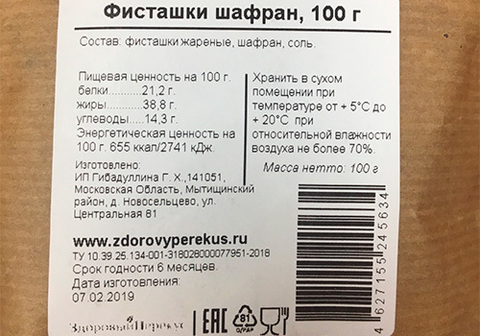 Фисташки шафран, 100 г
Состав: фисташки жареные, шафран, соль.
Пищевая ценность на 100 г.
белки..........21,2 г.
жиры..........38,8 г.
углеводы.....14,3 г.
Энергетическая ценность на
100 г. 655 ккал/2741 кДж.
Хранить в сухом
помещении при
температуре от + 5°С до
+ 20°С при
относительной влажности
воздуха не более 70%.
Масса нетто: 100 г
Изготовлено:
ИП Гибадуллина Г. Х.,141051,
Московская Область, Мытищинский
район, д. Новосельцево, ул.
Центральная 81
www.zdorovyperekus.ru
ТУ 10.39.25.134-001-318028000077951-2018
Срок годности 6 месяцев.
Дата изготовления:
07.02.2019
Здоровый Перекус
EAC
81
C/PAP
4627155245634